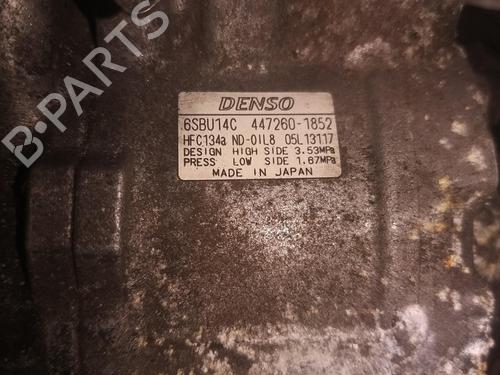 DENSO
6SBU14C 447260-1852
HFC134a ND-OIL8 05L13117
DESIGN HIGH SIDE 3.53MPa
PRESS LOW SIDE 1.67MPa
MADE IN JAPAN
B-PARTS